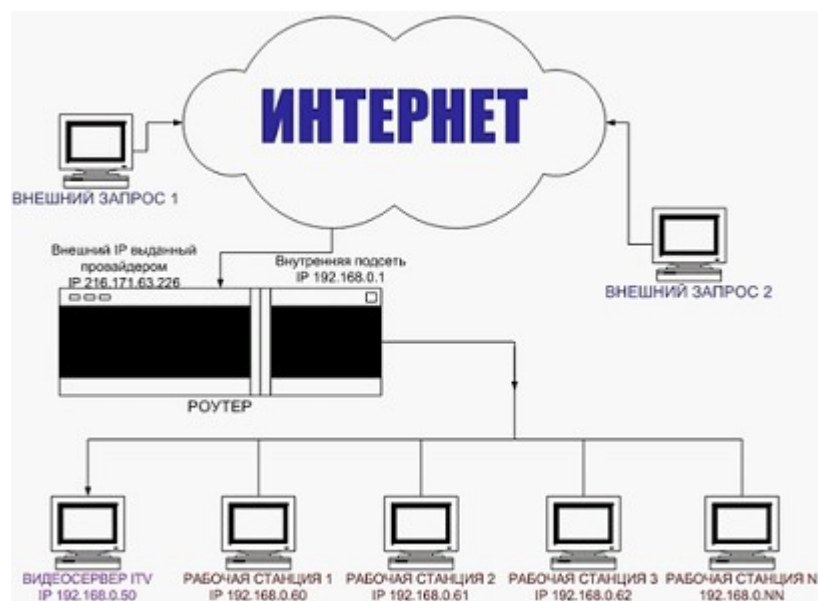 ИНТЕРНЕТ
ВНЕШНИЙ ЗАПРОС 1
Внешний IP выданный
провайдером
IP 216.171.63.226
Внутренняя подсеть
IP 192.168.0.1
ВНЕШНИЙ ЗАПРОС 2
РОУТЕР
ВИДЕОСЕРВЕР ITV
IP 192.168.0.50
РАБОЧАЯ СТАНЦИЯ 1
IP 192.168.0.60
РАБОЧАЯ СТАНЦИЯ 2
IP 192.168.0.61
РАБОЧАЯ СТАНЦИЯ 3
IP 192.168.0.62
РАБОЧАЯ СТАНЦИЯ N
192.168.0.NN